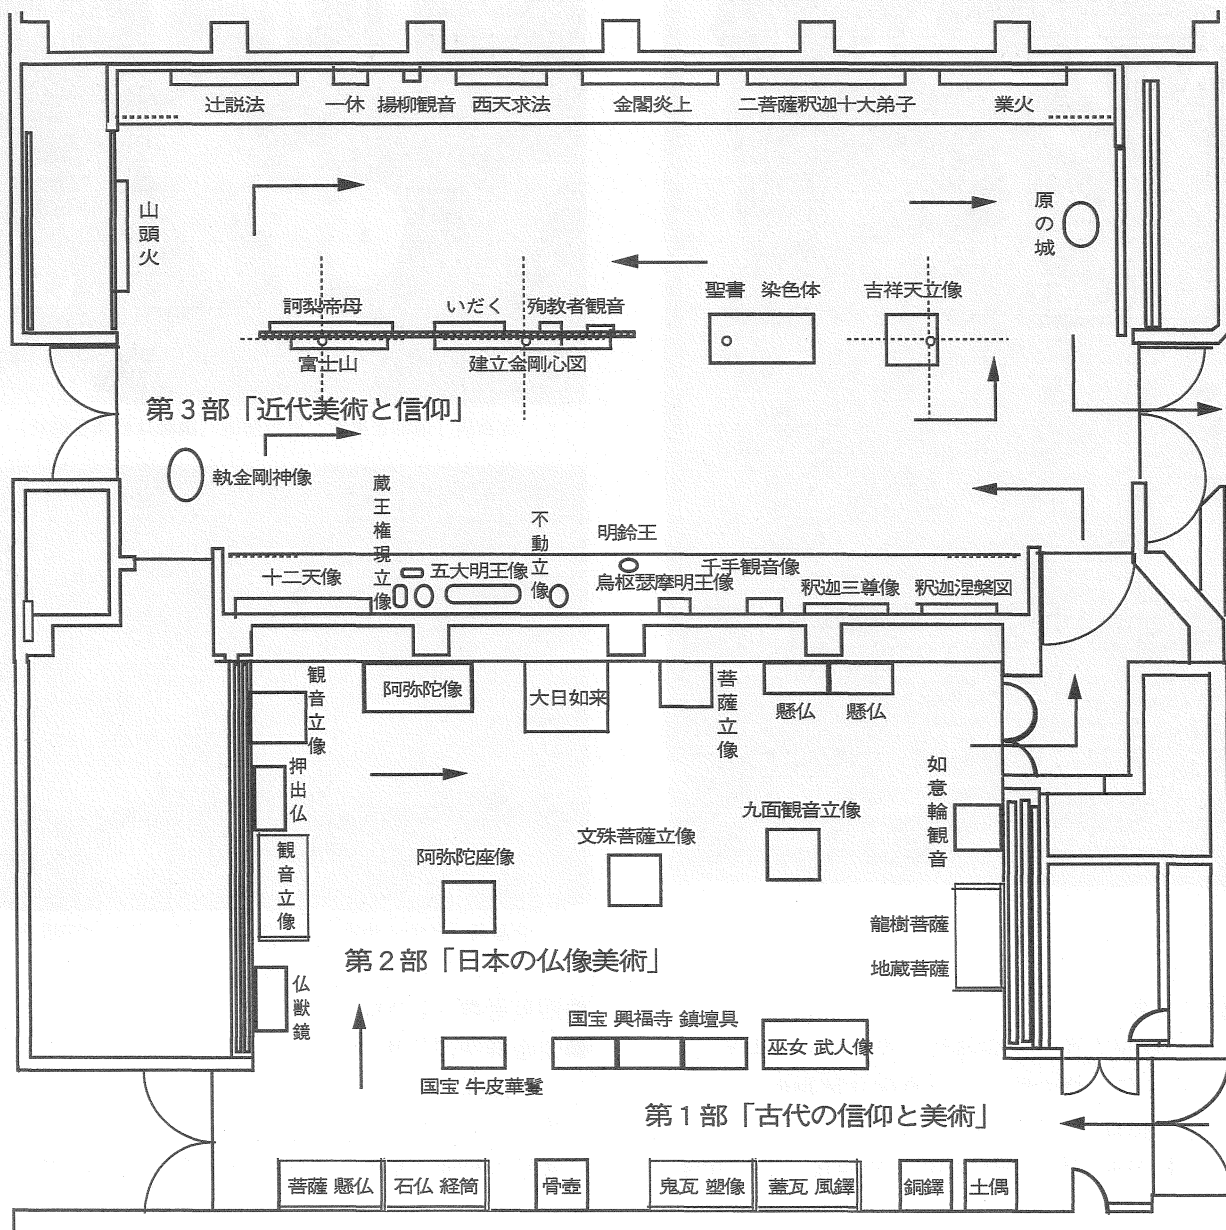 辻説法
一休
揚柳観音
西天求法
金閣炎上
二菩薩釈迦十大弟子
業火
山頭火
原の城
訶梨帝母
いだく
殉教者観音
聖書 染色体
吉祥天立像
富士山
建立金剛心図
第3部「近代美術と信仰」
執金剛神像
蔵王権現立像
不動立像
明鈴王
十二天像
五大明王像
烏枢瑟摩明王像
千手観音像
釈迦三尊像
釈迦涅槃図
観音立像
阿弥陀像
大日如来
菩薩立像
懸仏
懸仏
押出仏
如意輪観音
観音立像
阿弥陀座像
文殊菩薩立像
九面観音立像
龍樹菩薩
地蔵菩薩
第2部「日本の仏像美術」
仏獣鏡
国宝 興福寺 鎮壇具
巫女 武人像
国宝 牛皮華鬘
第1部「古代の信仰と美術」
菩薩 懸仏
石仏 経筒
骨壺
鬼瓦 塑像
蓋瓦 風鐸
銅鐸
土偶